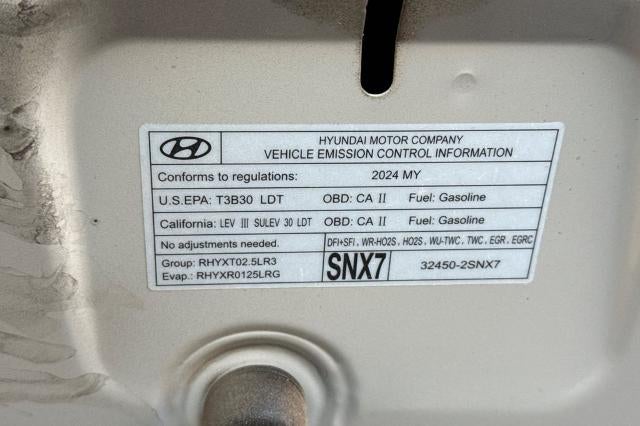 HYUNDAI MOTOR COMPANY
VEHICLE EMISSION CONTROL INFORMATION
Conforms to regulations: 2024 MY
U.S.EPA: T3B30 LDT OBD: CA II Fuel: Gasoline
California: LEV III SULEV 30 LDT OBD: CA II Fuel: Gasoline
No adjustments needed. DFI+SFI, WR-HO2S, HO2S, WU-TWC, TWC, EGR, EGRC
Group: RHYXT02.5LR3
Evap.: RHYXR0125LRG
SNX7 32450-2SNX7